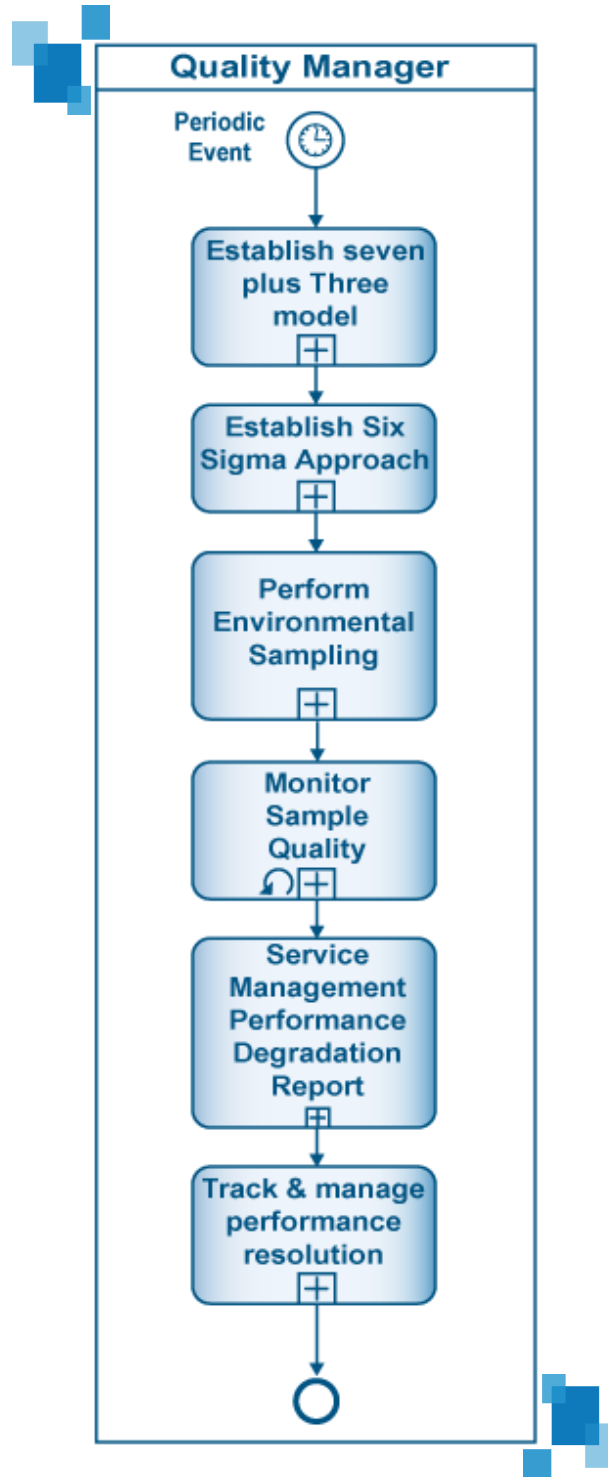 Quality Manager
Periodic
Event
Establish seven
plus Three
model
Establish Six
Sigma Approach
Perform
Environmental
Sampling
Monitor
Sample
Quality
Service
Management
Performance
Degradation
Report
Track & manage
performance
resolution